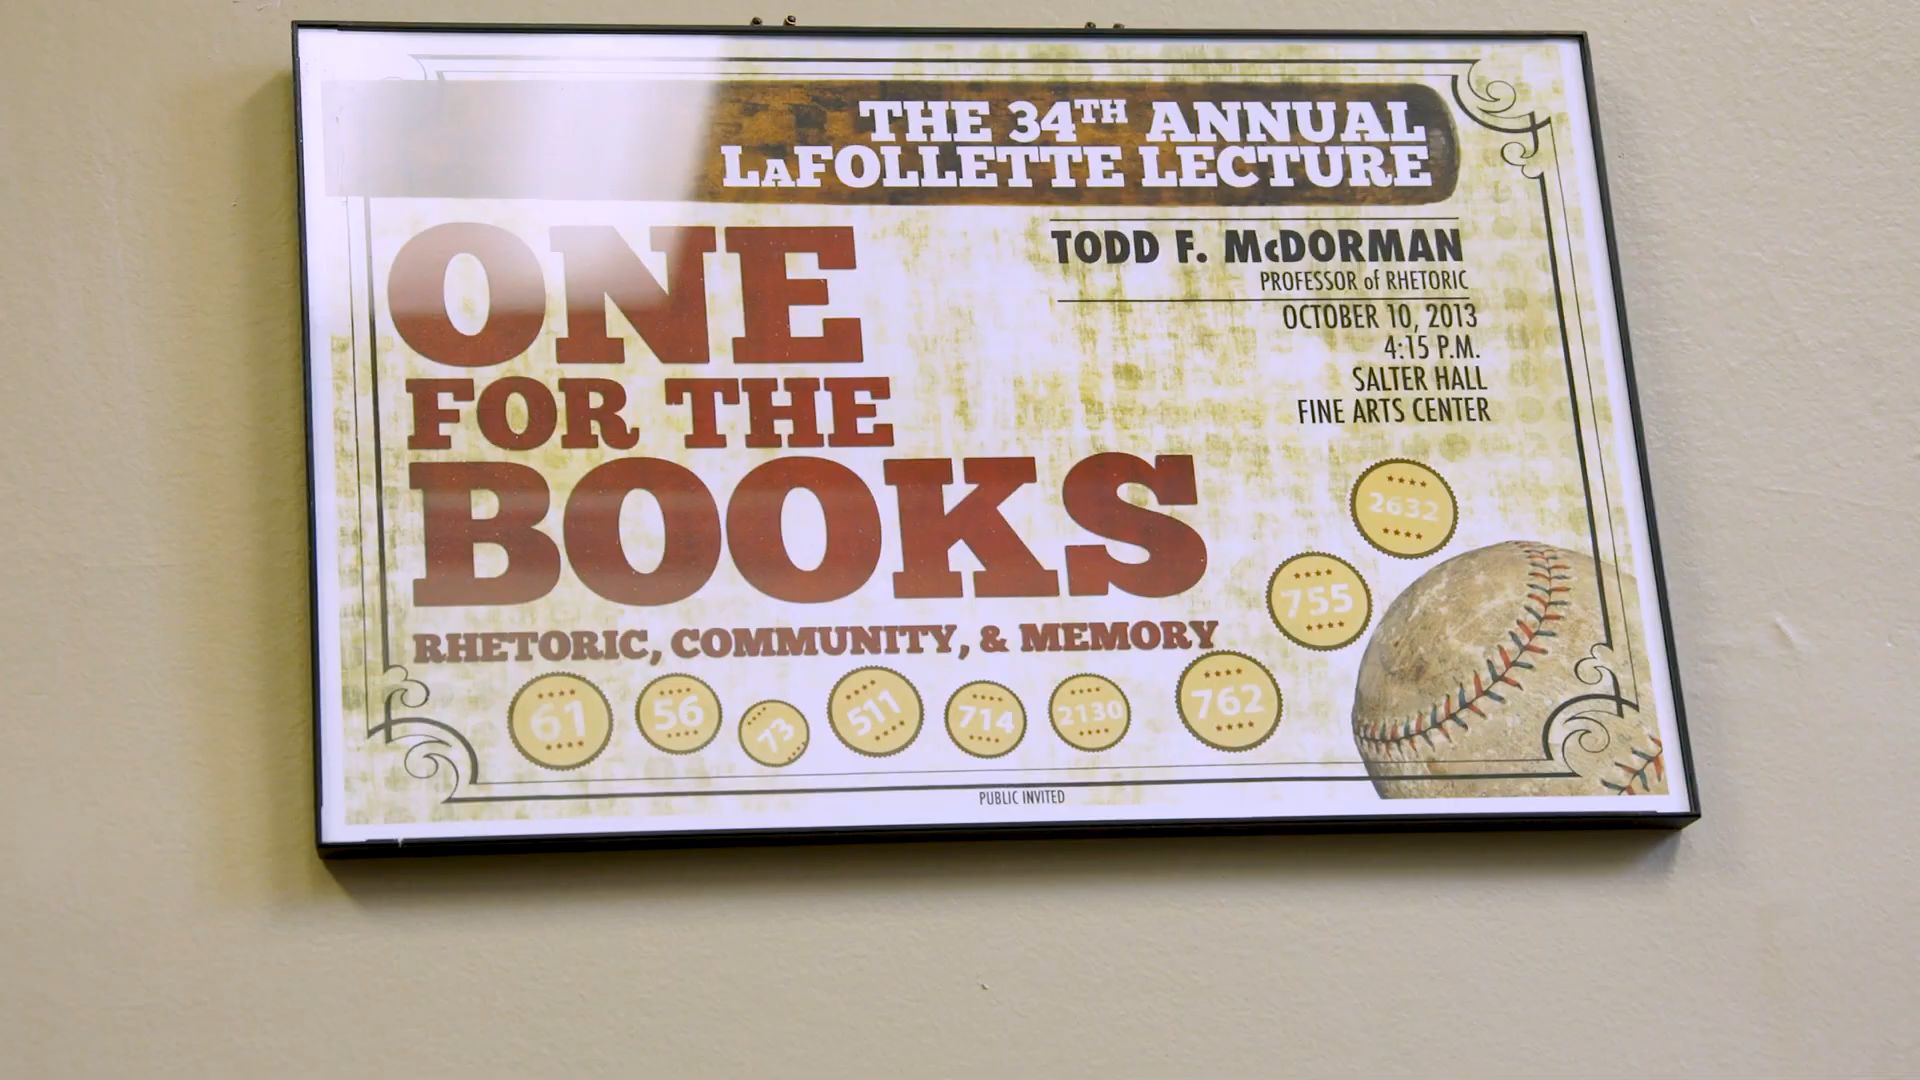 THE 34TH ANNUAL
LaFOLLETTE LECTURE
ONE
FOR THE
BOOKS
RHETORIC, COMMUNITY, & MEMORY
TODD F. McDORMAN
PROFESSOR of RHETORIC
OCTOBER 10, 2013
4:15 P.M.
SALTER HALL
FINE ARTS CENTER
2632
755
61 56 73 511 714 2130 762
PUBLIC INVITED